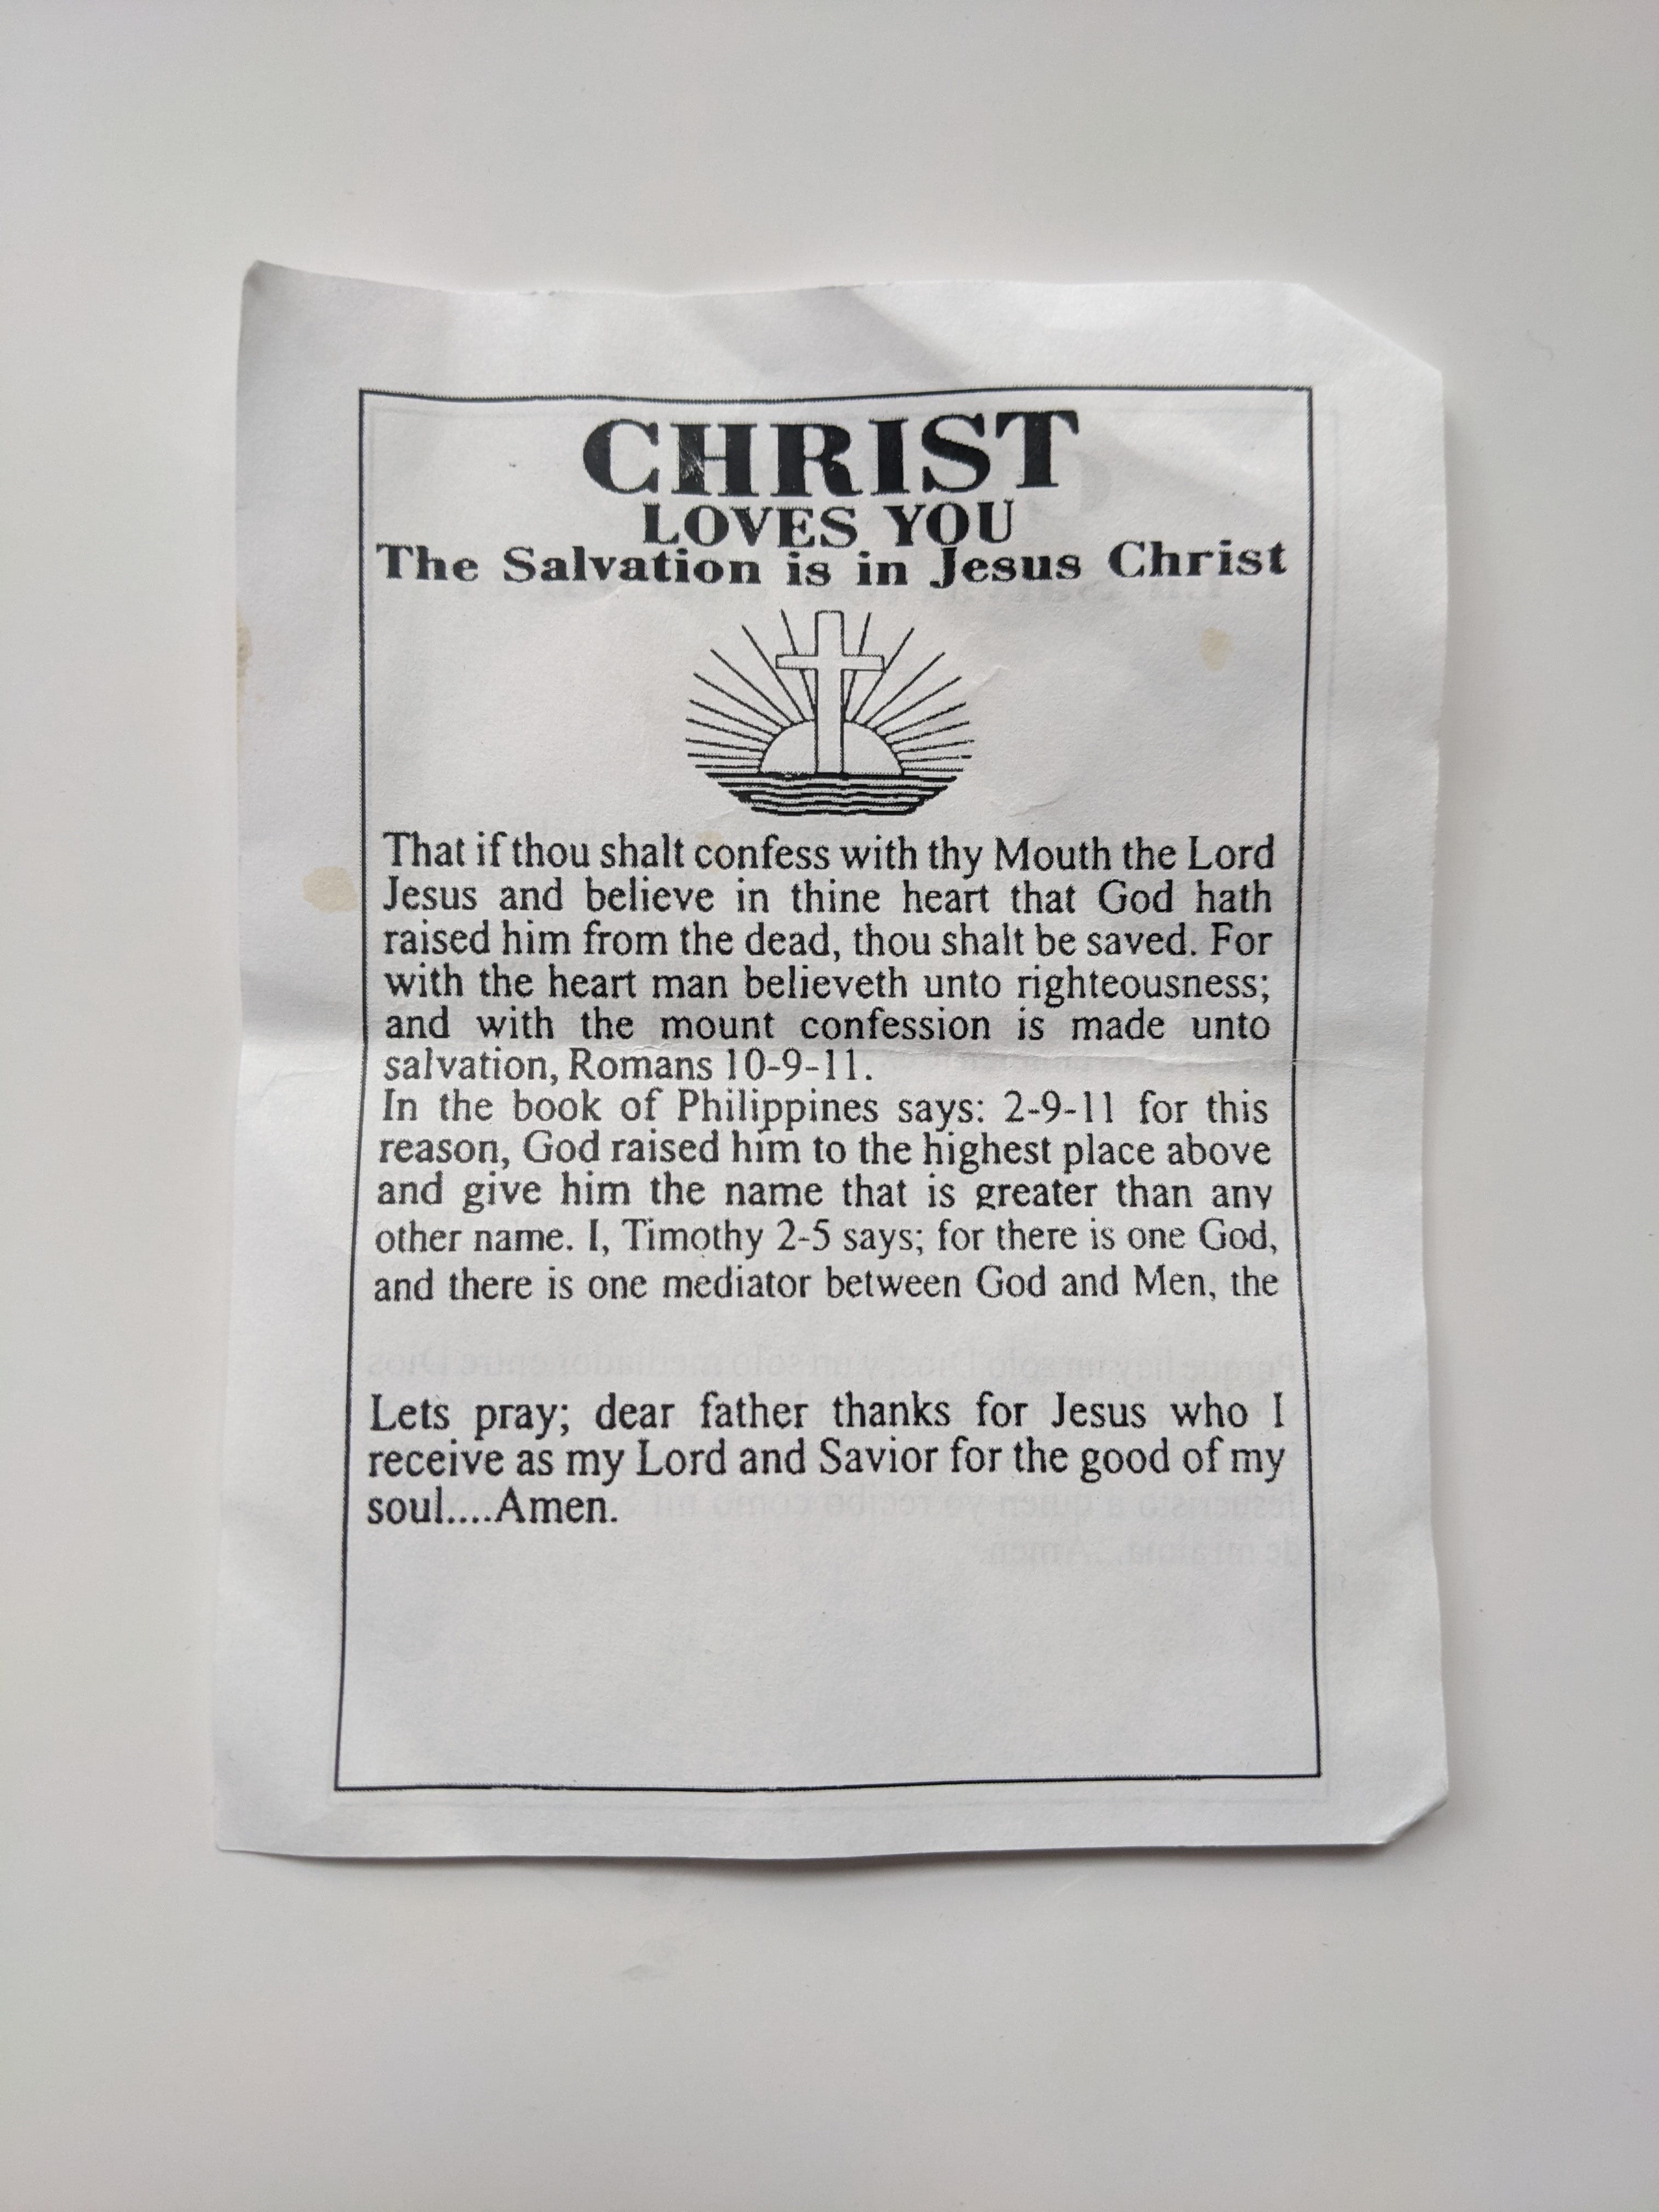 CHRIST
LOVES YOU
The Salvation is in Jesus Christ
That if thou shalt confess with thy Mouth the Lord
Jesus and believe in thine heart that God hath
raised him from the dead, thou shalt be saved. For
with the heart man believeth unto righteousness;
and with the mount confession is made unto
salvation, Romans 10-9-11.
In the book of Philippines says: 2-9-11 for this
reason, God raised him to the highest place above
and give him the name that is greater than any
other name. I, Timothy 2-5 says; for there is one God,
and there is one mediator between God and Men, the
Lets pray; dear father thanks for Jesus who I
receive as my Lord and Savior for the good of my
soul....Amen.